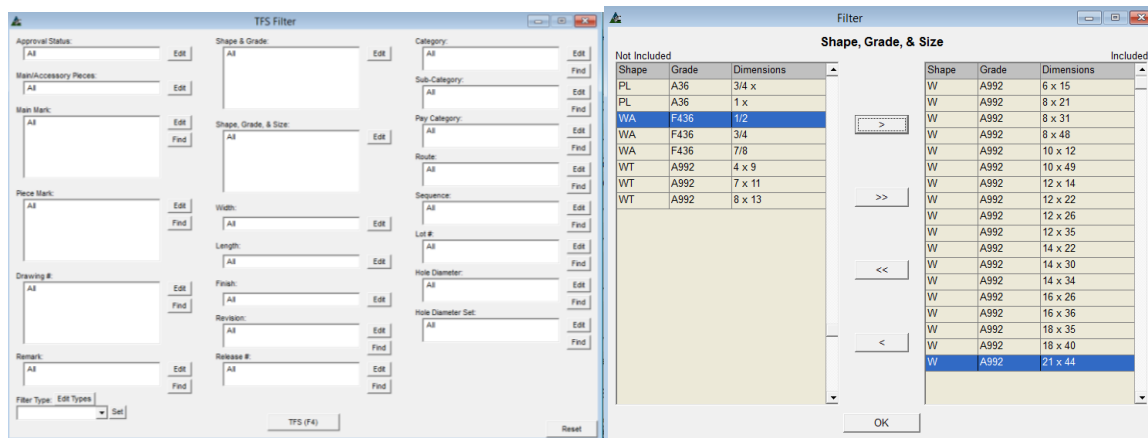 TFS Filter
Approval Status:
All
Edit
Main/Accessory Pieces:
All
Edit
Main Mark:
All
Edit
Find
Piece Mark:
All
Edit
Find
Drawing #:
All
Edit
Find
Remark:
All
Edit
Find
Filter Type: Edit Types
Set
Shape & Grade:
All
Edit
Shape, Grade, & Size:
All
Edit
Width:
All
Edit
Length:
All
Edit
Finish:
All
Edit
Revision:
All
Edit
Find
Release #:
All
Edit
Find
TFS (F4)
Category:
All
Edit
Find
Sub-Category:
All
Edit
Find
Pay Category:
All
Edit
Find
Route:
All
Edit
Find
Sequence:
All
Edit
Find
Lot #:
All
Edit
Find
Hole Diameter:
All
Edit
Find
Hole Diameter Set:
All
Edit
Find
Reset
Filter
Shape, Grade, & Size
Not Included
Shape Grade Dimensions
PL A36 3/4 x
PL A36 1 x
WA F436 1/2
WA F436 3/4
WA F436 7/8
WT A992 4 x 9
WT A992 7 x 11
WT A992 8 x 13
>
>>
<<
<
Included
Shape Grade Dimensions
W A992 6 x 15
W A992 8 x 21
W A992 8 x 31
W A992 8 x 48
W A992 10 x 12
W A992 10 x 49
W A992 12 x 14
W A992 12 x 22
W A992 12 x 26
W A992 12 x 35
W A992 14 x 22
W A992 14 x 30
W A992 14 x 34
W A992 16 x 26
W A992 16 x 36
W A992 18 x 35
W A992 18 x 40
W A992 21 x 44
OK